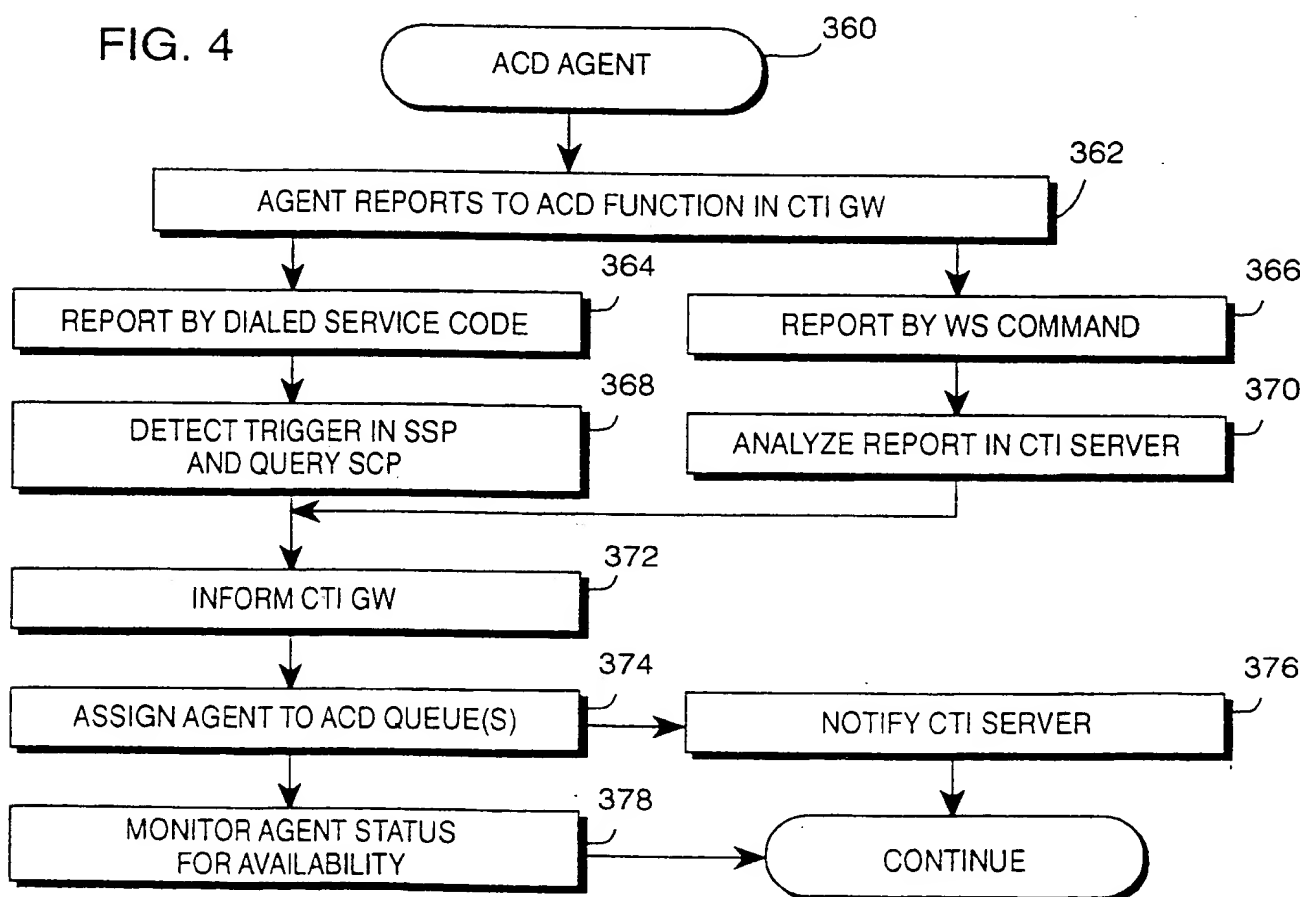 FIG. 4
360
ACD AGENT
362
AGENT REPORTS TO ACD FUNCTION IN CTI GW
364
REPORT BY DIALED SERVICE CODE
366
REPORT BY WS COMMAND
368
DETECT TRIGGER IN SSP
AND QUERY SCP
370
ANALYZE REPORT IN CTI SERVER
372
INFORM CTI GW
374
ASSIGN AGENT TO ACD QUEUE(S)
376
NOTIFY CTI SERVER
378
MONITOR AGENT STATUS
FOR AVAILABILITY
CONTINUE